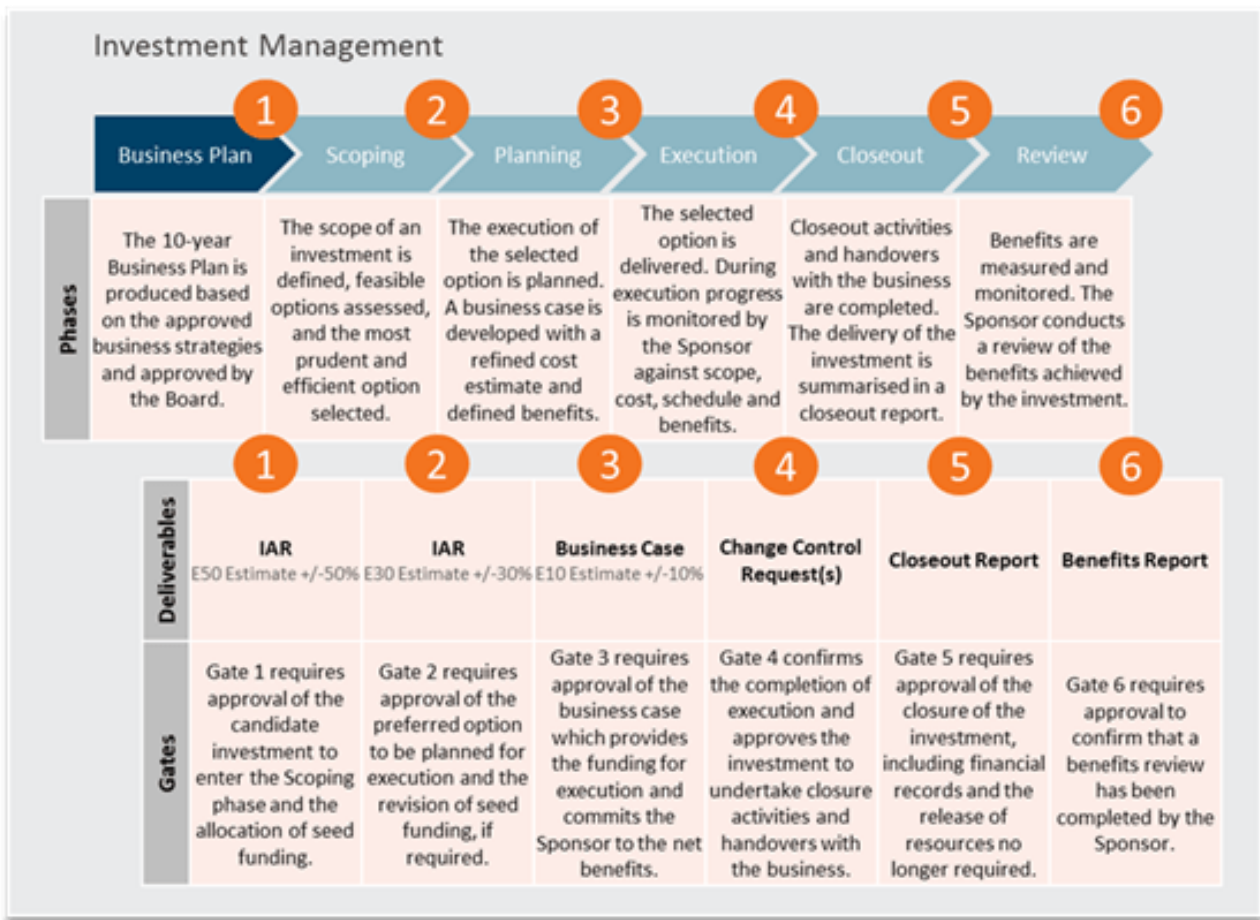 Investment Management
1 2 3 4 5 6
Business Plan Scoping Planning Execution Closeout Review
Phases
The 10-year
Business Plan is
produced based
on the approved
business strategies
and approved by
the Board.
The scope of an
investment is
defined, feasible
options assessed,
and the most
prudent and
efficient option
selected.
The execution of
the selected
option is planned.
A business case is
developed with a
refined cost
estimate and
defined benefits.
The selected
option is
delivered. During
execution progress
is monitored by
the Sponsor
against scope,
cost, schedule and
benefits.
Closeout activities
and handovers
with the business
are completed.
The delivery of the
investment is
summarised in a
closeout report.
Benefits are
measured and
monitored. The
Sponsor conducts
a review of the
benefits achieved
by the investment.
1 2 3 4 5 6
Deliverables
IAR
E50 Estimate +/-50%
IAR
E30 Estimate +/-30%
Business Case
E10 Estimate +/-10%
Change Control
Request(s)
Closeout Report
Benefits Report
Gates
Gate 1 requires
approval of the
candidate
investment to
enter the Scoping
phase and the
allocation of seed
funding.
Gate 2 requires
approval of the
preferred option
to be planned for
execution and the
revision of seed
funding, if
required.
Gate 3 requires
approval of the
business case
which provides
the funding for
execution and
commits the
Sponsor to the net
benefits.
Gate 4 confirms
the completion of
execution and
approves the
investment to
undertake closure
activities and
handovers with
the business.
Gate 5 requires
approval of the
closure of the
investment,
including financial
records and the
release of
resources no
longer required.
Gate 6 requires
approval to
confirm that a
benefits review
has been
completed by the
Sponsor.